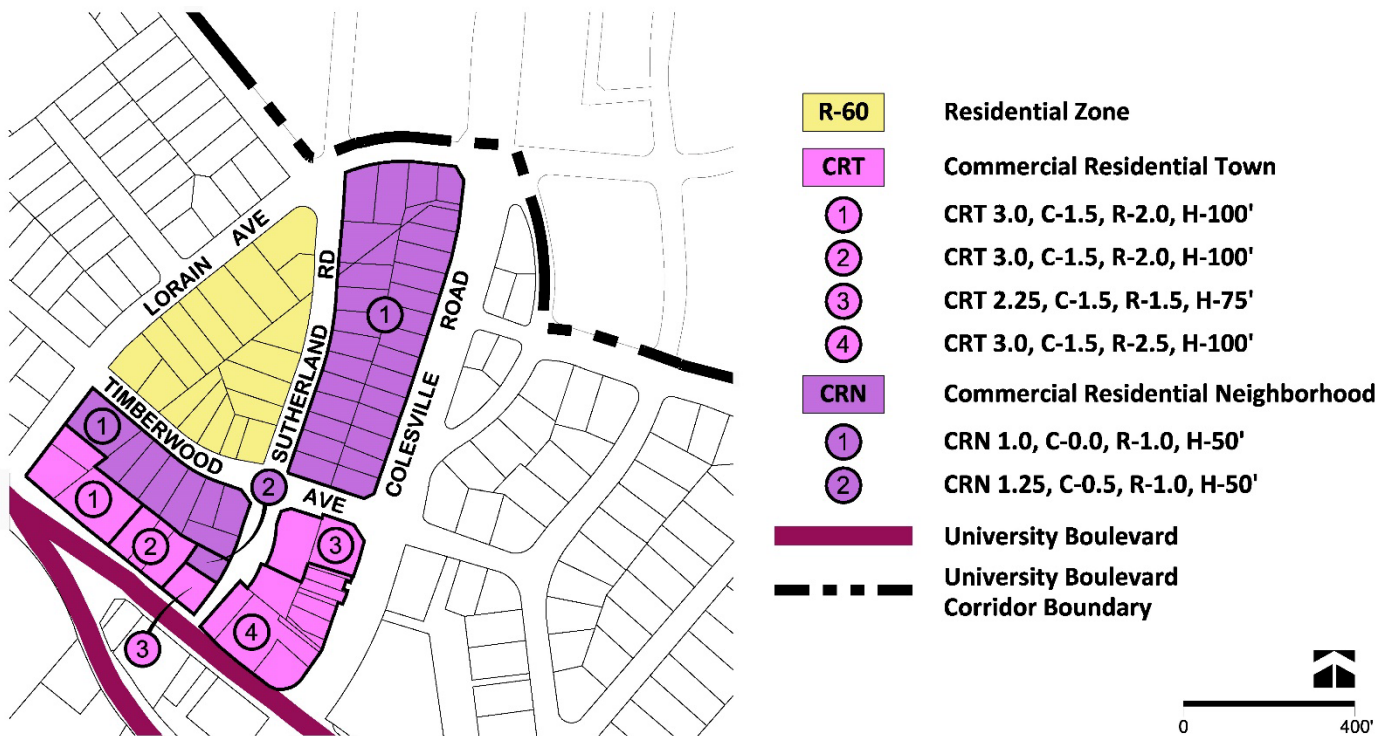 LORAIN AVE
SUTHERLAND RD
COLESVILLE ROAD
TIMBERWOOD AVE
1
1
2
1
2
3
3
4
R-60 Residential Zone
CRT Commercial Residential Town
1 CRT 3.0, C-1.5, R-2.0, H-100'
2 CRT 3.0, C-1.5, R-2.0, H-100'
3 CRT 2.25, C-1.5, R-1.5, H-75'
4 CRT 3.0, C-1.5, R-2.5, H-100'
CRN Commercial Residential Neighborhood
1 CRN 1.0, C-0.0, R-1.0, H-50'
2 CRN 1.25, C-0.5, R-1.0, H-50'
University Boulevard
University Boulevard
Corridor Boundary
0 400'